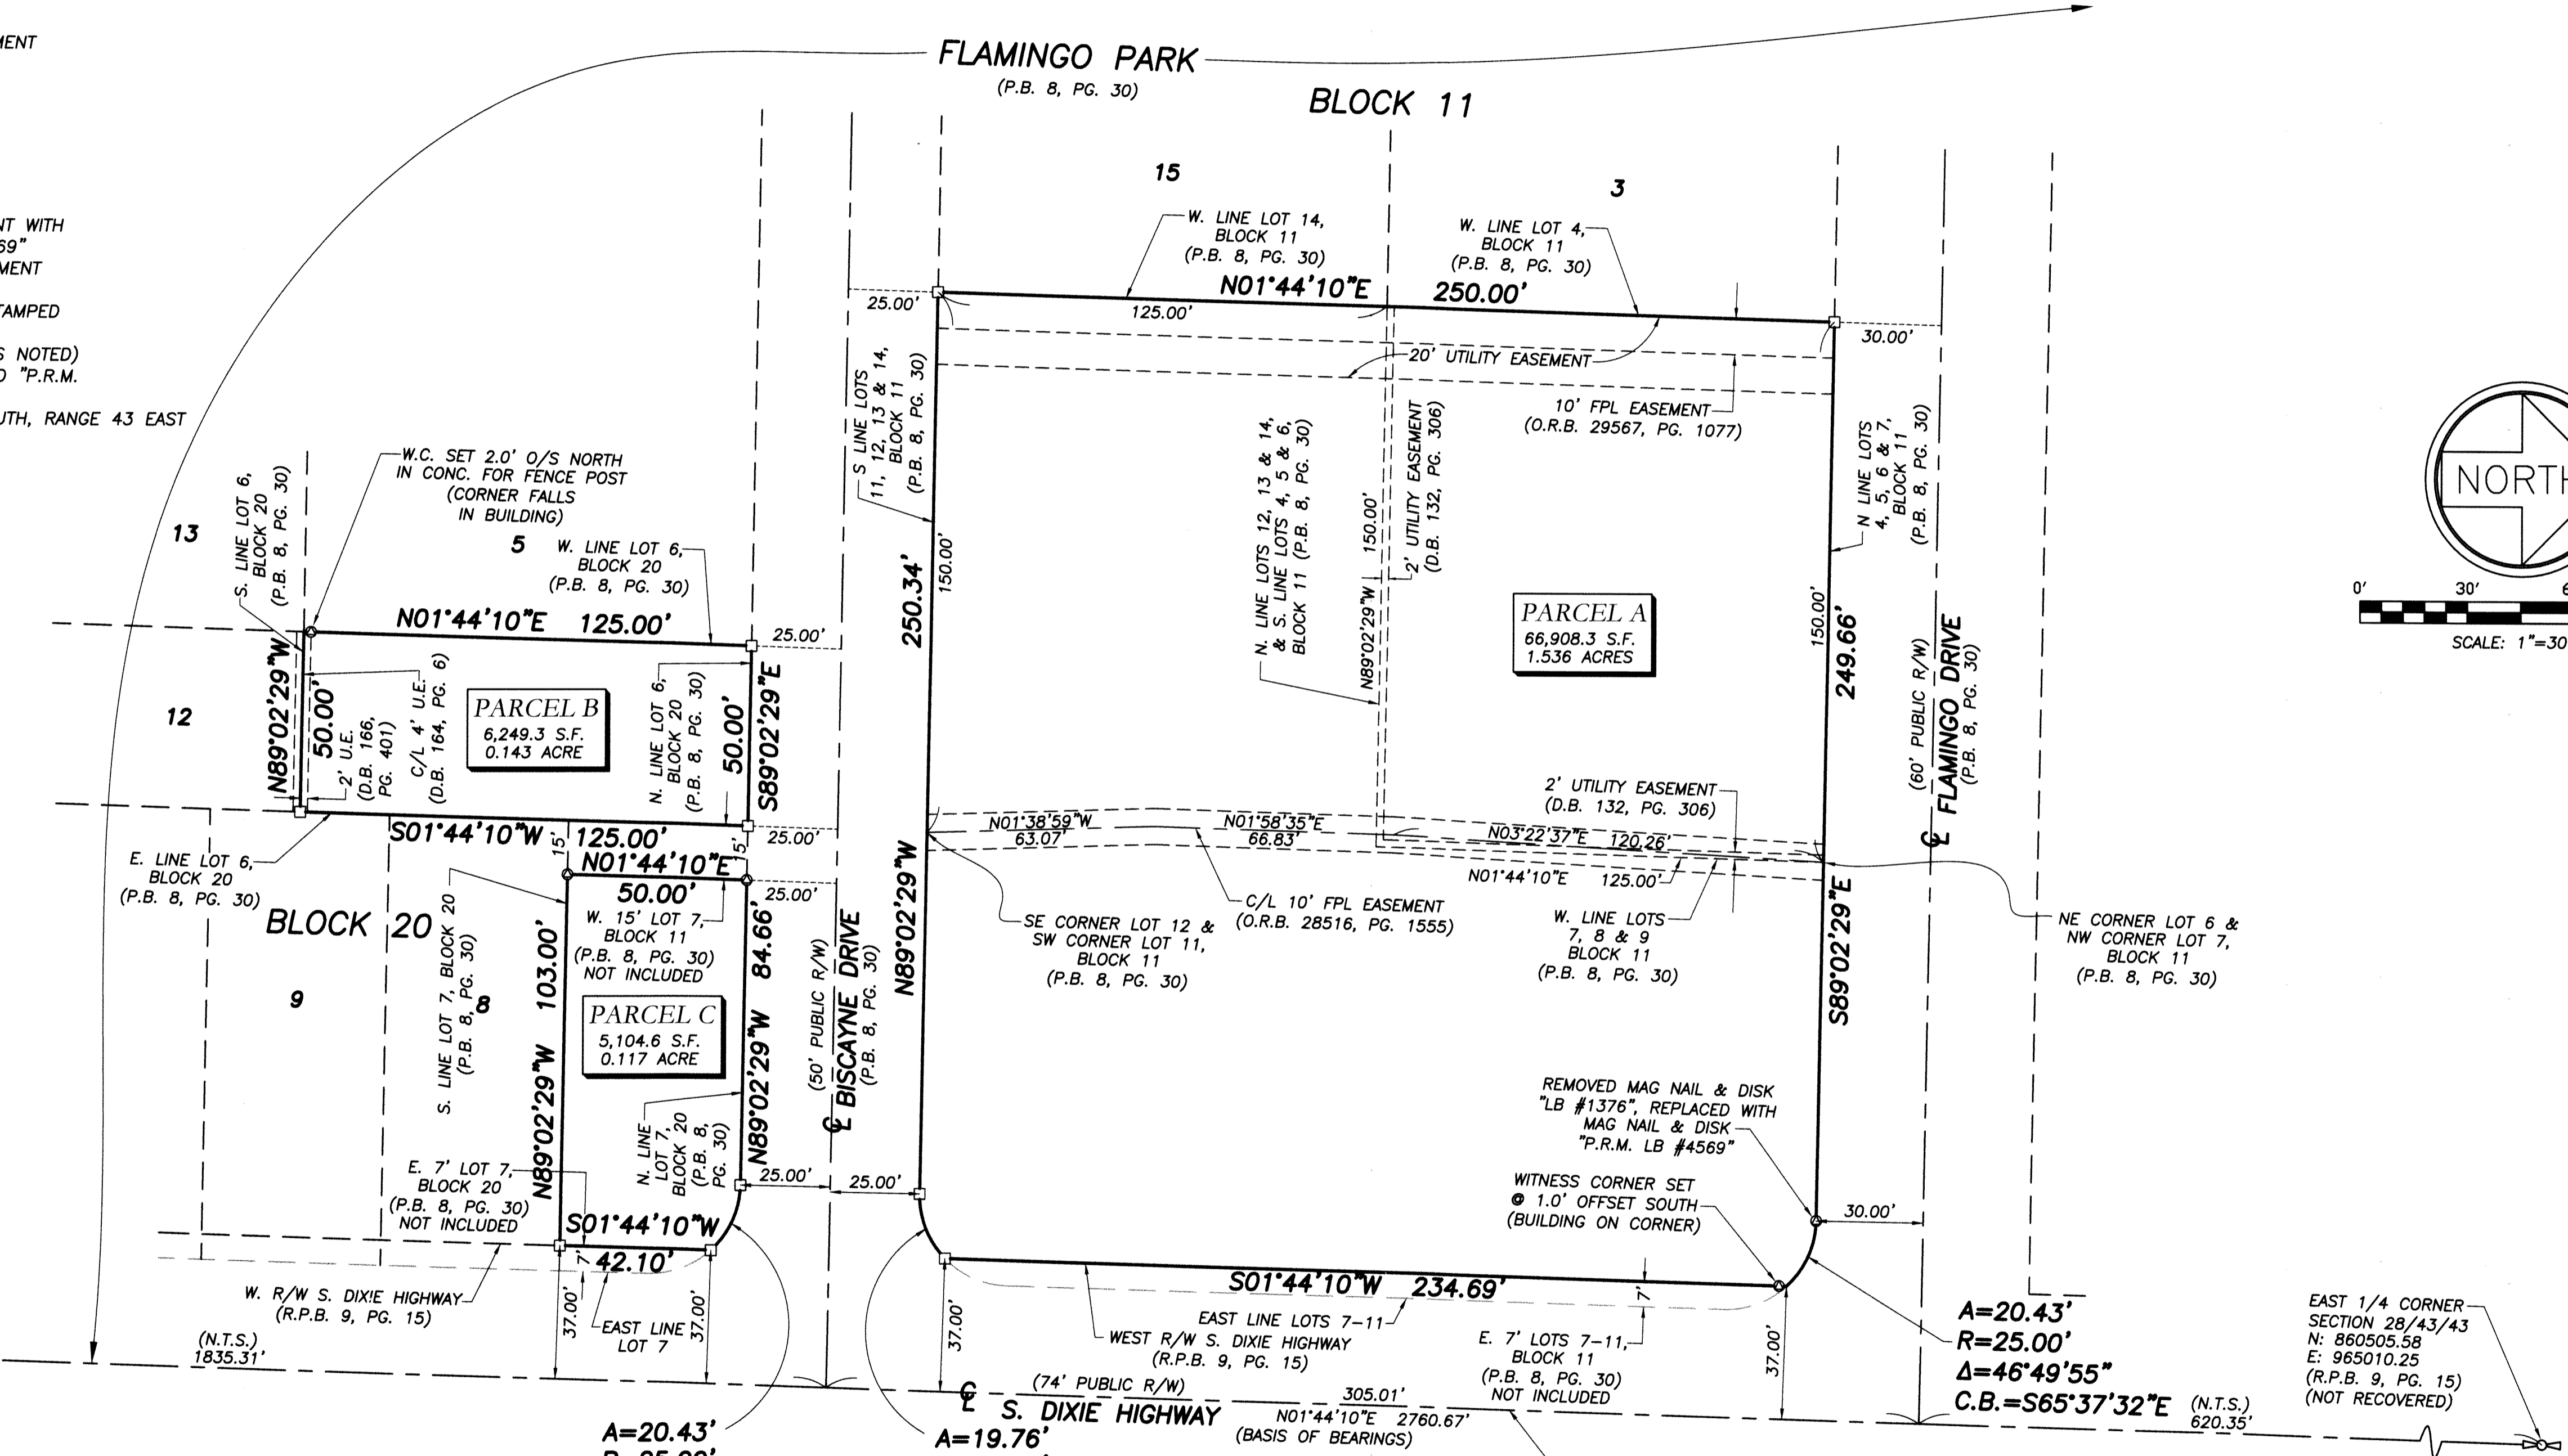 MENT
NT WITH
69"
MENT
TAMPED
S NOTED)
D "P.R.M.
UTH, RANGE 43 EAST
FLAMINGO PARK
(P.B. 8, PG. 30)
BLOCK 11
15
3
W. LINE LOT 14,
BLOCK 11
(P.B. 8, PG. 30)
W. LINE LOT 4,
BLOCK 11
(P.B. 8, PG. 30)
N01°44'10"E 250.00'
25.00'
125.00'
30.00'
20' UTILITY EASEMENT
10' FPL EASEMENT
(O.R.B. 29567, PG. 1077)
S LINE LOTS
11, 12, 13 & 14,
BLOCK 11
(P.B. 8, PG. 30)
N. LINE LOTS 12, 13 & 14,
& S. LINE LOTS 4, 5 & 6,
BLOCK 11 (P.B. 8, PG. 30)
N89°02'29"W 150.00'
2' UTILITY EASEMENT
(D.B. 132, PG. 306)
N LINE LOTS
4, 5, 6 & 7,
BLOCK 11
(P.B. 8, PG. 30)
NORTH
0' 30' 6
SCALE: 1"=30
W.C. SET 2.0' O/S NORTH
IN CONC. FOR FENCE POST
(CORNER FALLS
IN BUILDING)
13
S. LINE LOT 6,
BLOCK 20
(P.B. 8, PG. 30)
5
W. LINE LOT 6,
BLOCK 20
(P.B. 8, PG. 30)
N01°44'10"E 125.00'
25.00'
250.34'
150.00'
PARCEL A
66,908.3 S.F.
1.536 ACRES
150.00'
249.66'
(60' PUBLIC R/W)
℄ FLAMINGO DRIVE
(P.B. 8, PG. 30)
12
N89°02'29"W
50.00'
2' U.E.
(D.B. 166,
PG. 401)
C/L 4' U.E.
(D.B. 164, PG. 6)
PARCEL B
6,249.3 S.F.
0.143 ACRE
N. LINE LOT 6,
BLOCK 20
(P.B. 8, PG. 30)
50.00'
S89°02'29"E
S01°44'10"W 125.00'
25.00'
15'
15'
N01°44'10"E
50.00'
25.00'
E. LINE LOT 6,
BLOCK 20
(P.B. 8, PG. 30)
BLOCK 20
W. 15' LOT 7,
BLOCK 11
(P.B. 8, PG. 30)
NOT INCLUDED
9
S. LINE LOT 7, BLOCK 20
(P.B. 8, PG. 30)
8
N89°02'29"W 103.00'
PARCEL C
5,104.6 S.F.
0.117 ACRE
N89°02'29"W 84.66'
N. LINE
LOT 7,
BLOCK 20
(P.B. 8,
PG. 30)
(50' PUBLIC R/W)
℄ BISCAYNE DRIVE
(P.B. 8, PG. 30)
N89°02'29"W
N01°38'59"W
63.07'
N01°58'35"E
66.83'
2' UTILITY EASEMENT
(D.B. 132, PG. 306)
N03°22'37"E 120.26'
N01°44'10"E 125.00'
C/L 10' FPL EASEMENT
(O.R.B. 28516, PG. 1555)
SE CORNER LOT 12 &
SW CORNER LOT 11,
BLOCK 11
(P.B. 8, PG. 30)
W. LINE LOTS
7, 8 & 9
BLOCK 11
(P.B. 8, PG. 30)
S89°02'29"E
NE CORNER LOT 6 &
NW CORNER LOT 7,
BLOCK 11
(P.B. 8, PG. 30)
REMOVED MAG NAIL & DISK
"LB #1376", REPLACED WITH
MAG NAIL & DISK
"P.R.M. LB #4569"
WITNESS CORNER SET
@ 1.0' OFFSET SOUTH
(BUILDING ON CORNER)
30.00'
E. 7' LOT 7,
BLOCK 20
(P.B. 8, PG. 30)
NOT INCLUDED
25.00'
25.00'
S01°44'10"W
42.10'
7'
W. R/W S. DIXIE HIGHWAY
(R.P.B. 9, PG. 15)
(N.T.S.)
1835.31'
37.00'
EAST LINE
LOT 7
37.00'
37.00'
S01°44'10"W 234.69'
7'
EAST LINE LOTS 7-11
WEST R/W S. DIXIE HIGHWAY
(R.P.B. 9, PG. 15)
E. 7' LOTS 7-11,
BLOCK 11
(P.B. 8, PG. 30)
NOT INCLUDED
37.00'
A=20.43'
R=25.00'
Δ=46°49'55"
C.B.=S65°37'32"E
(N.T.S.)
620.35'
EAST 1/4 CORNER
SECTION 28/43/43
N: 860505.58
E: 965010.25
(R.P.B. 9, PG. 15)
(NOT RECOVERED)
(74' PUBLIC R/W)
℄ S. DIXIE HIGHWAY
305.01'
N01°44'10"E 2760.67'
(BASIS OF BEARINGS)
A=20.43'
A=19.76'